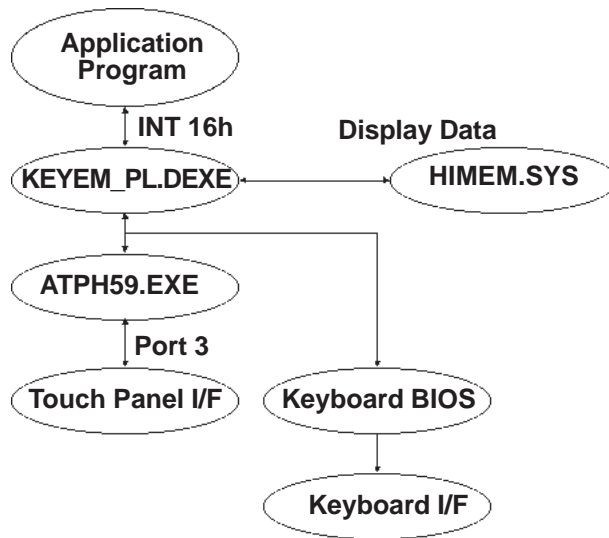 Application
Program
INT 16h
Display Data
KEYEM_PL.DEXE
HIMEM.SYS
ATPH59.EXE
Port 3
Touch Panel I/F
Keyboard BIOS
Keyboard I/F